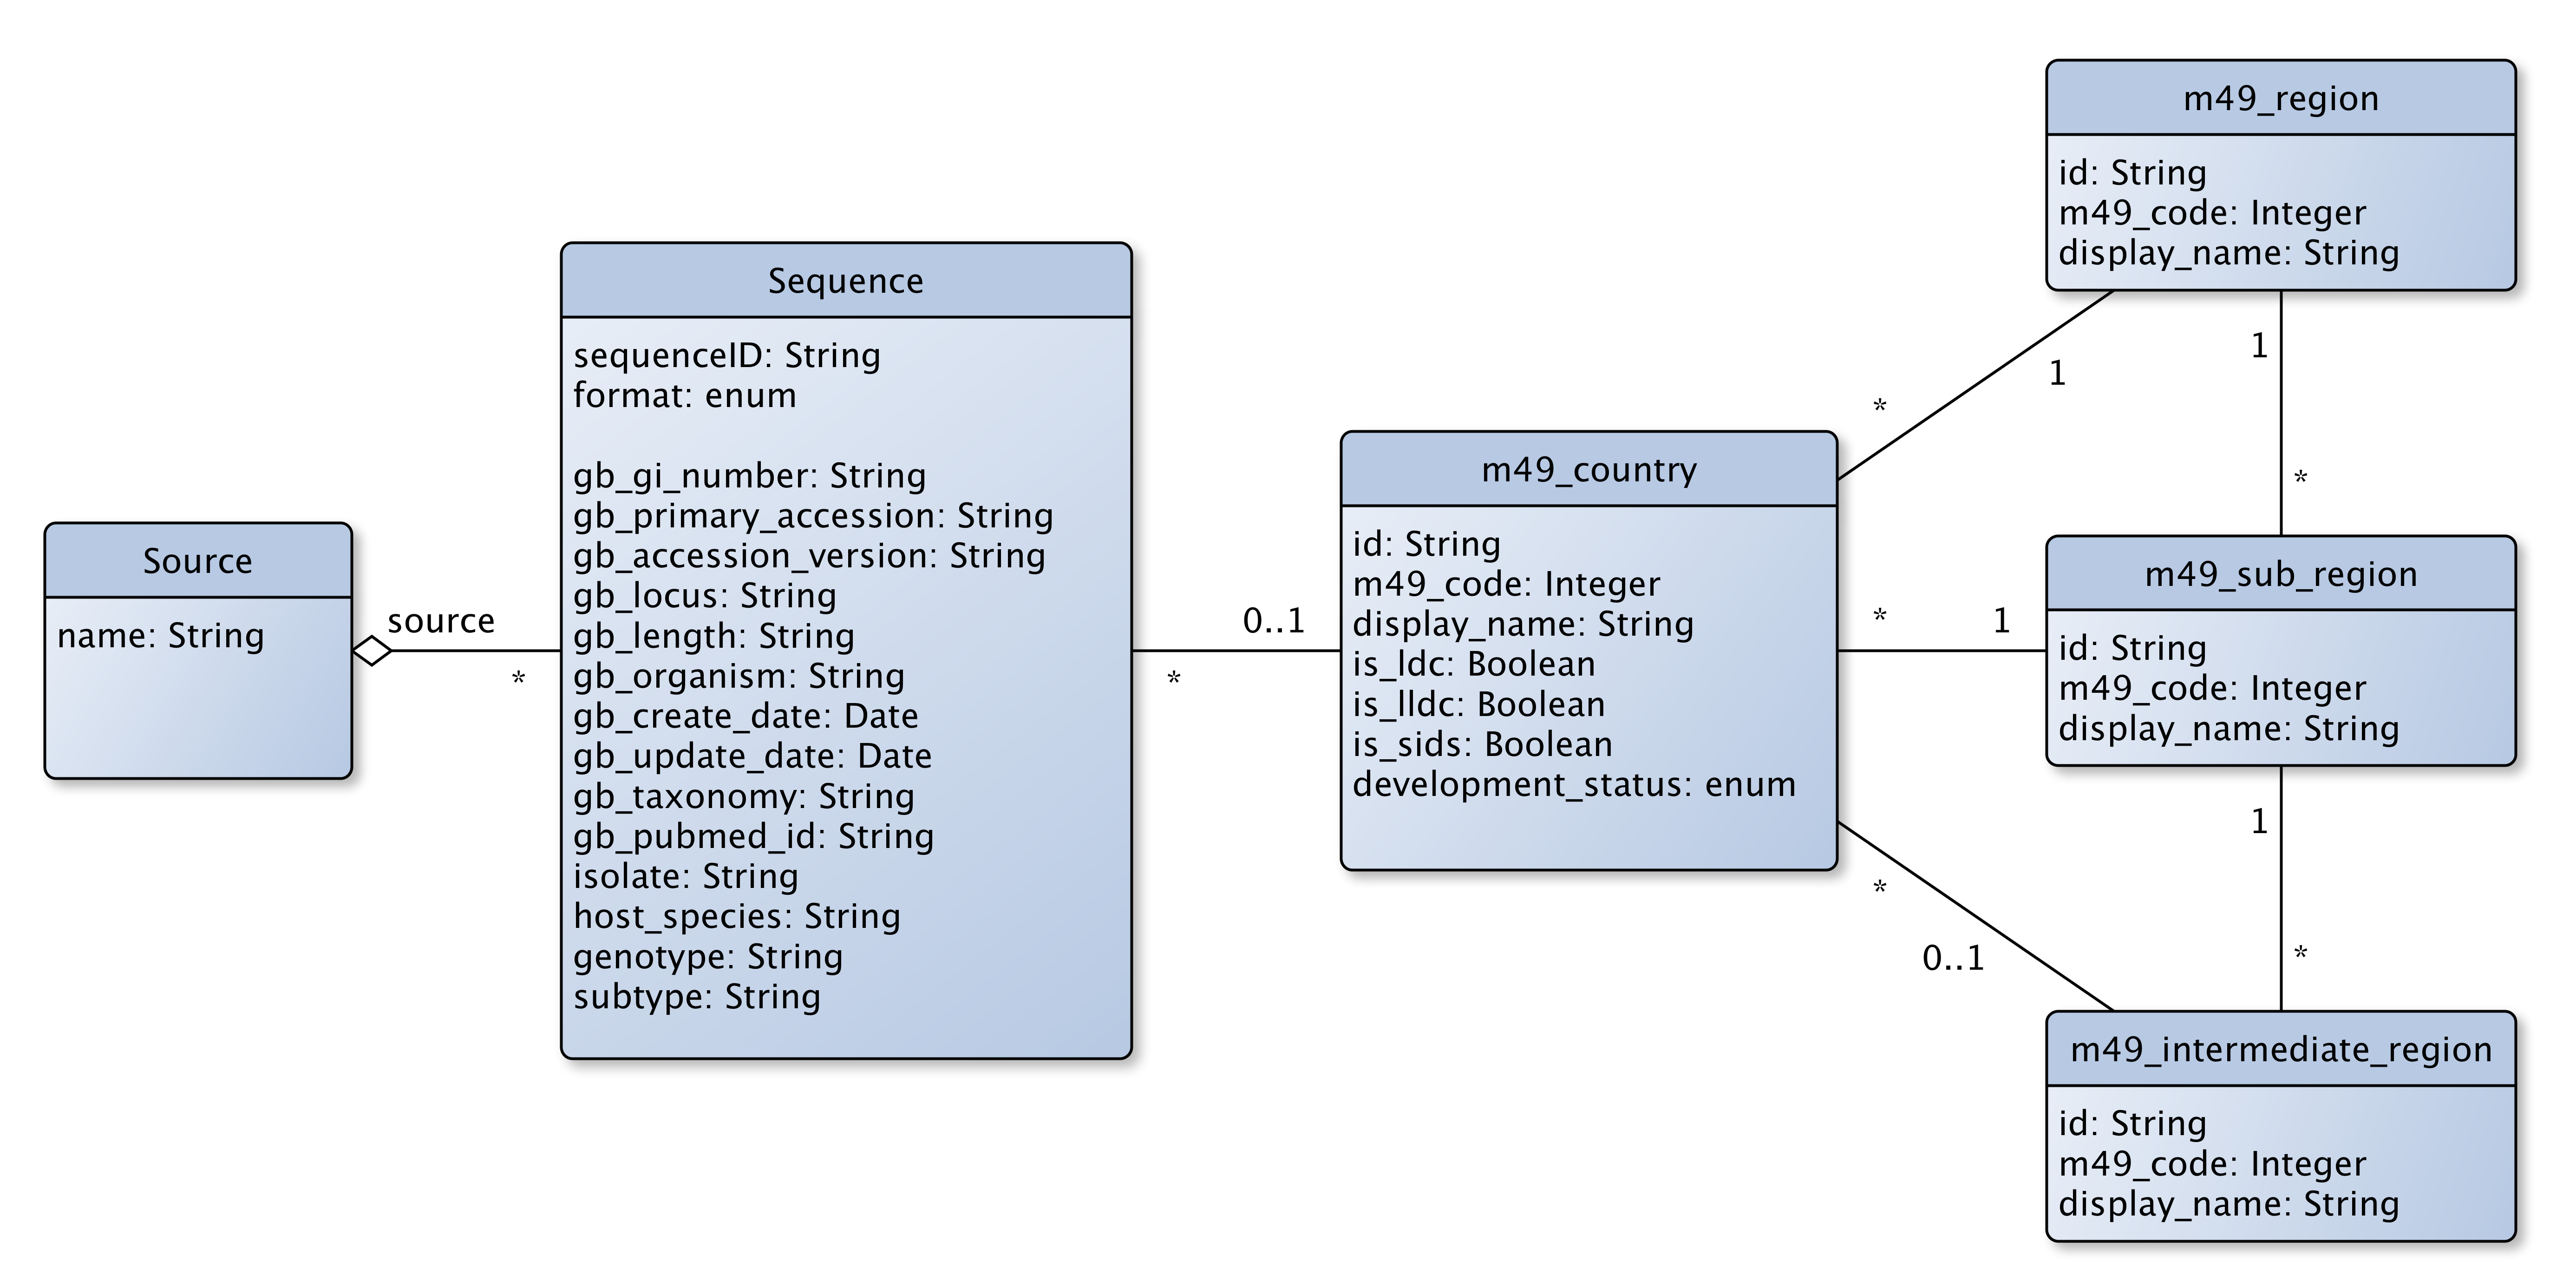 Source
name: String
source
*
Sequence
sequenceID: String
format: enum
gb_gi_number: String
gb_primary_accession: String
gb_accession_version: String
gb_locus: String
gb_length: String
gb_organism: String
gb_create_date: Date
gb_update_date: Date
gb_taxonomy: String
gb_pubmed_id: String
isolate: String
host_species: String
genotype: String
subtype: String
*
0..1
m49_country
id: String
m49_code: Integer
display_name: String
is_ldc: Boolean
is_lldc: Boolean
is_sids: Boolean
development_status: enum
*
1
*
1
*
0..1
m49_region
id: String
m49_code: Integer
display_name: String
1
*
m49_sub_region
id: String
m49_code: Integer
display_name: String
1
*
m49_intermediate_region
id: String
m49_code: Integer
display_name: String